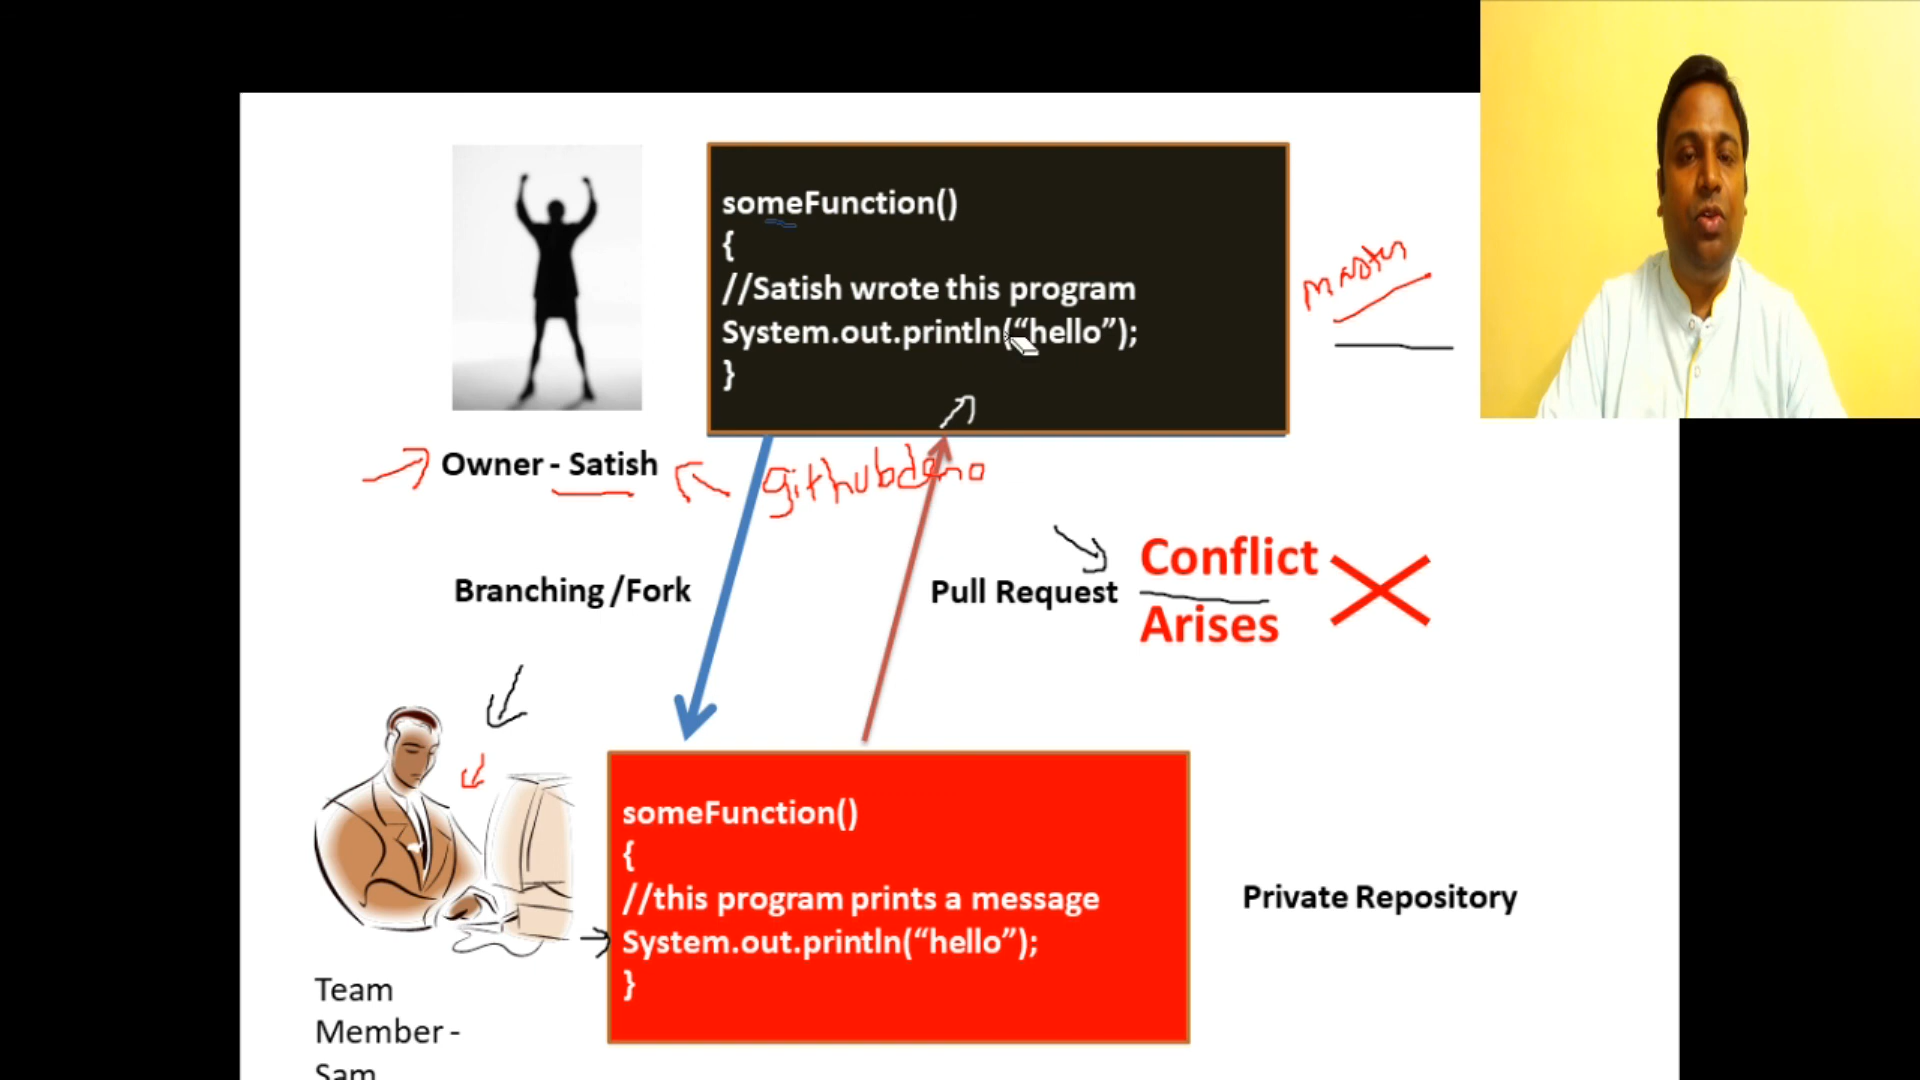 someFunction()
{
//Satish wrote this program
System.out.println(“hello”);
}
master
Owner - Satish
githubdemo
Branching /Fork
Pull Request
Conflict
Arises
someFunction()
{
//this program prints a message
System.out.println(“hello”);
}
Private Repository
Team
Member -
Sam